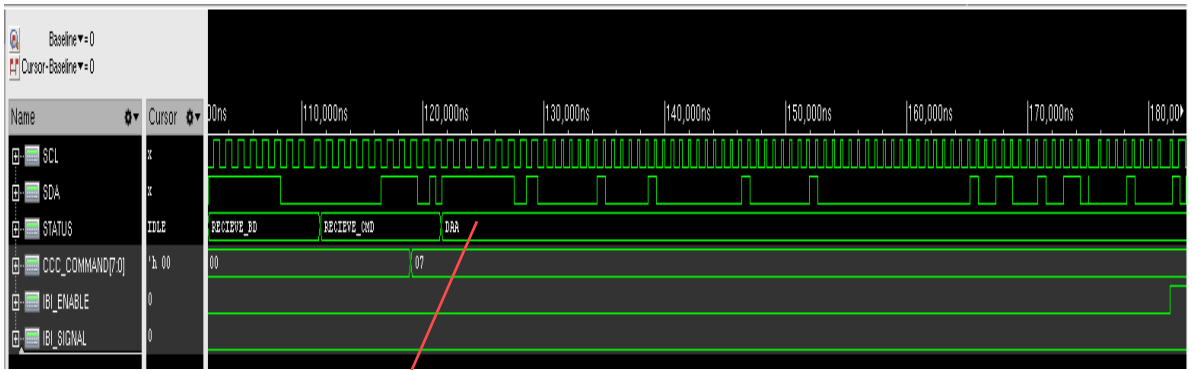 Baseline▼=0
Cursor-Baseline▼=0
Name Cursor 00ns 110,000ns 120,000ns 130,000ns 140,000ns 150,000ns 160,000ns 170,000ns 180,00
SCL x
SDA x
STATUS IDLE RECIEVE_BD RECIEVE_CMD DAA
CCC_COMMAND[7:0] 'h 00 00 07
IBI_ENABLE 0
IBI_SIGNAL 0